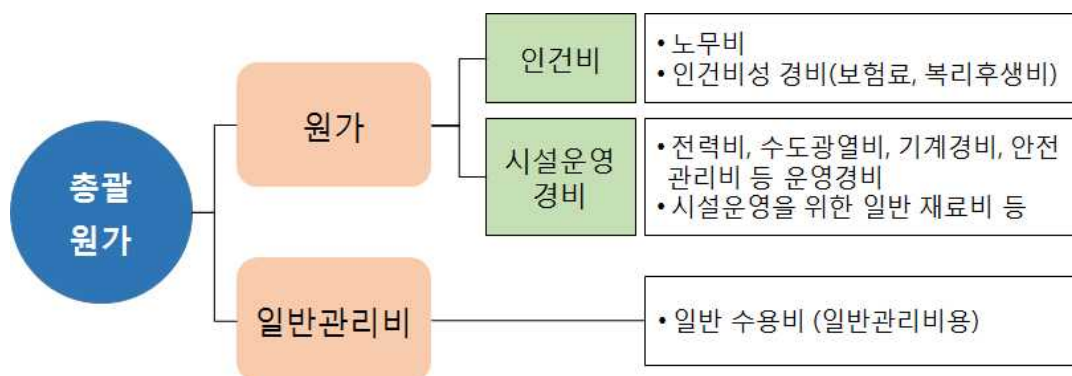 총괄
원가
원가
인건비
• 노무비
• 인건비성 경비(보험료, 복리후생비)
시설운영
경비
• 전력비, 수도광열비, 기계경비, 안전
관리비 등 운영경비
• 시설운영을 위한 일반 재료비 등
일반관리비
• 일반 수용비 (일반관리비용)